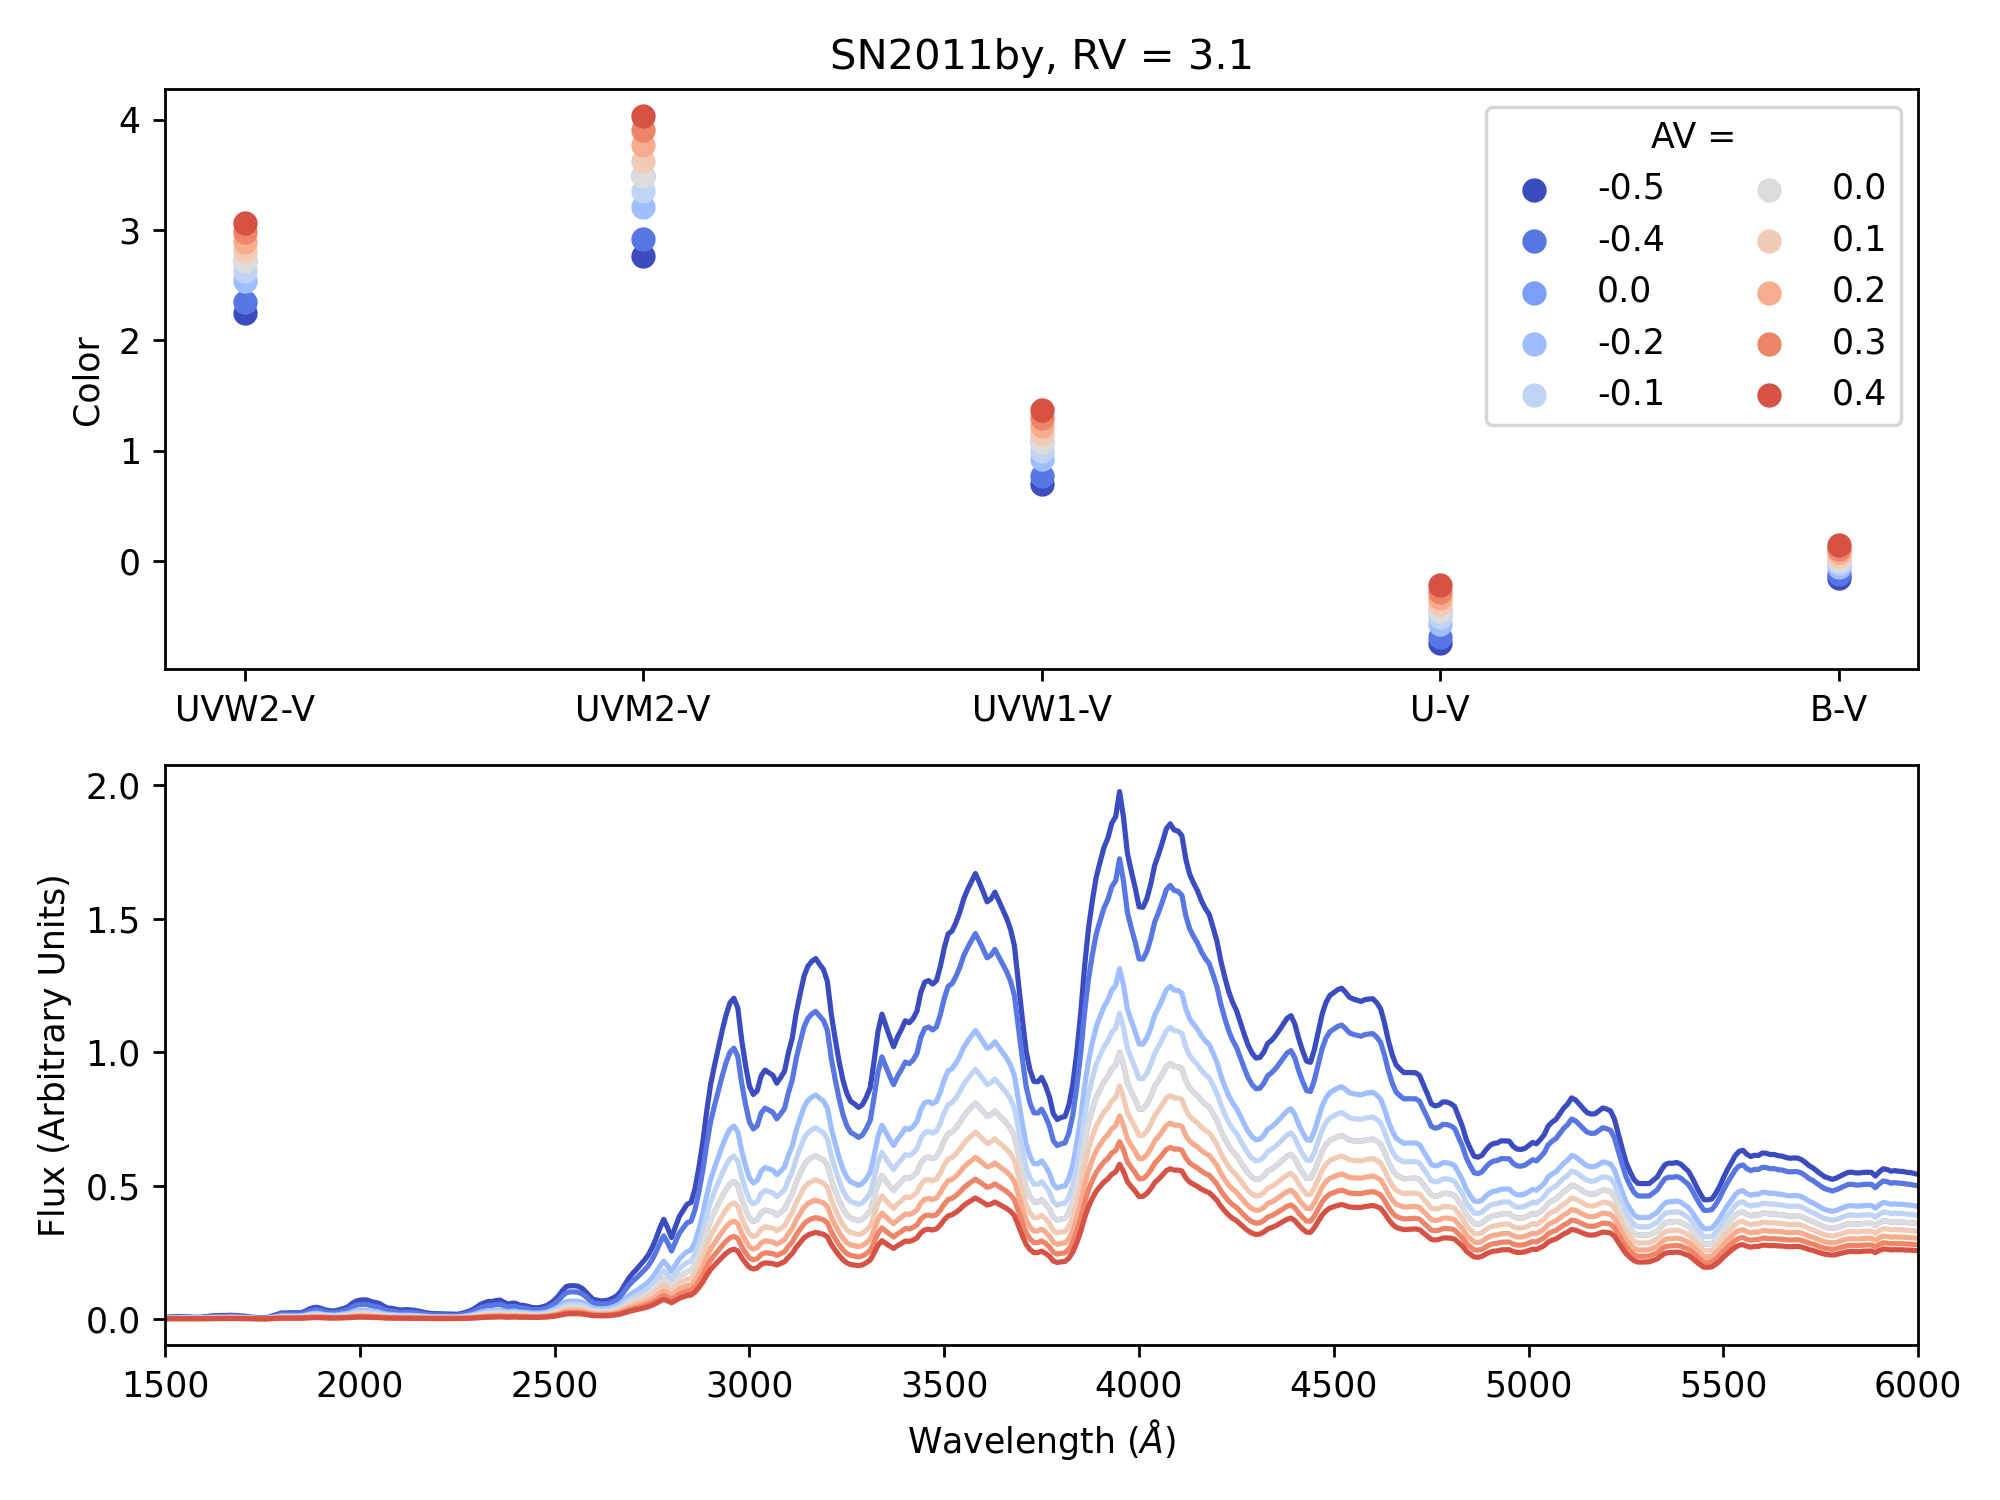 SN2011by, RV = 3.1
4
3
2
1
0
Color
AV =
-0.5
-0.4
0.0
-0.2
-0.1
0.0
0.1
0.2
0.3
0.4
UVW2-V UVM2-V UVW1-V U-V B-V
2.0
1.5
1.0
0.5
0.0
Flux (Arbitrary Units)
1500 2000 2500 3000 3500 4000 4500 5000 5500 6000
Wavelength (Å)